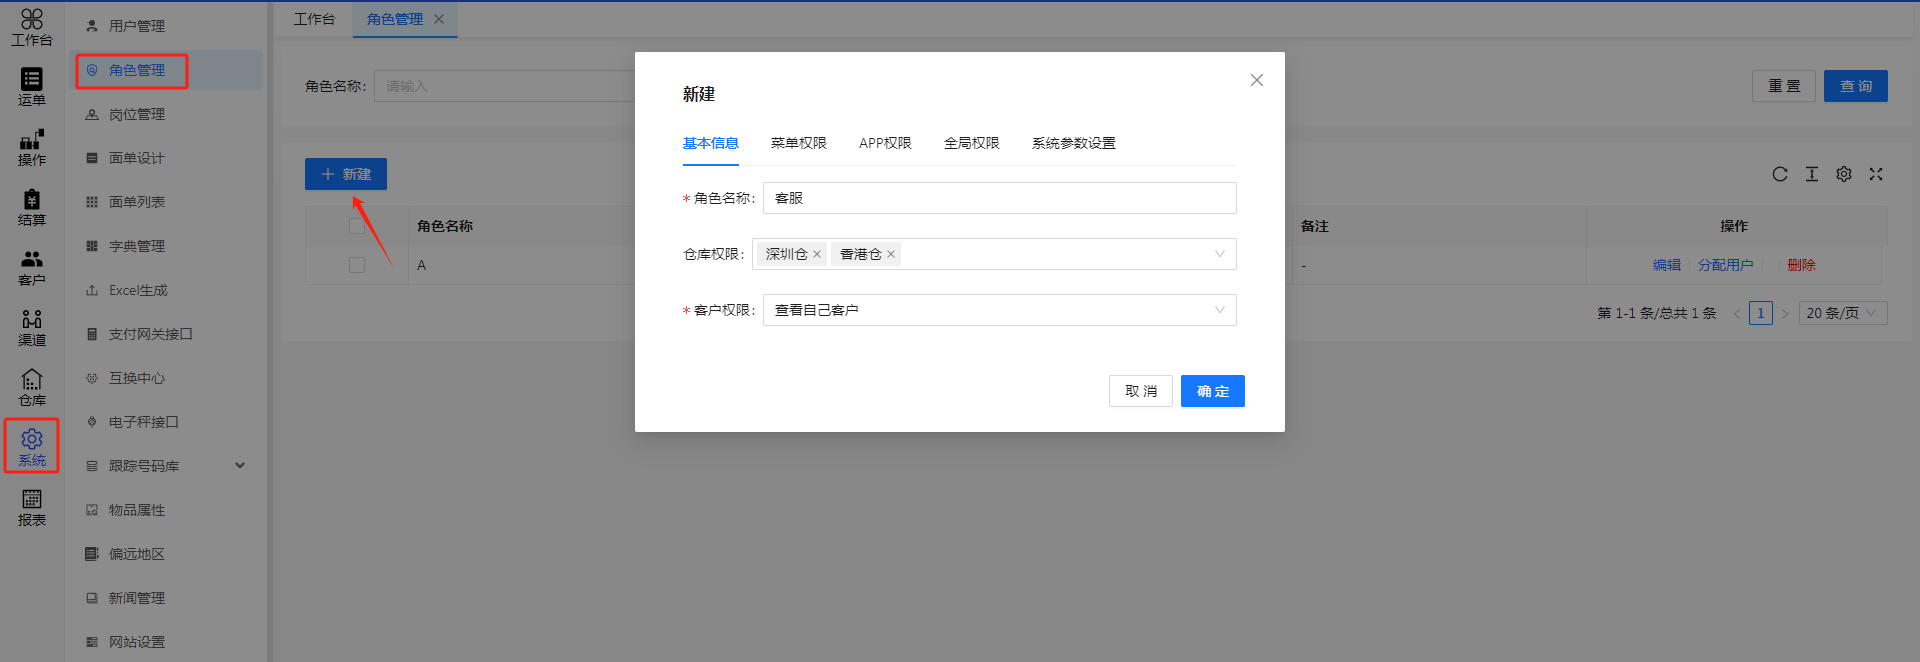 工作台
运单
操作
结算
客户
渠道
仓库
系统
报表
用户管理
角色管理
岗位管理
面单设计
面单列表
字典管理
Excel生成
支付网关接口
互换中心
电子秤接口
跟踪号码库
物品属性
偏远地区
新闻管理
网站设置
工作台 角色管理
角色名称: 请输入
重 置 查 询
新建
角色名称 备注 操作
A - 编辑 分配用户 删除
第 1-1 条/总共 1 条 < 1 > 20 条/页
新建
基本信息 菜单权限 APP权限 全局权限 系统参数设置
* 角色名称: 客服
仓库权限: 深圳仓 × 香港仓 ×
* 客户权限: 查看自己客户
取 消 确 定